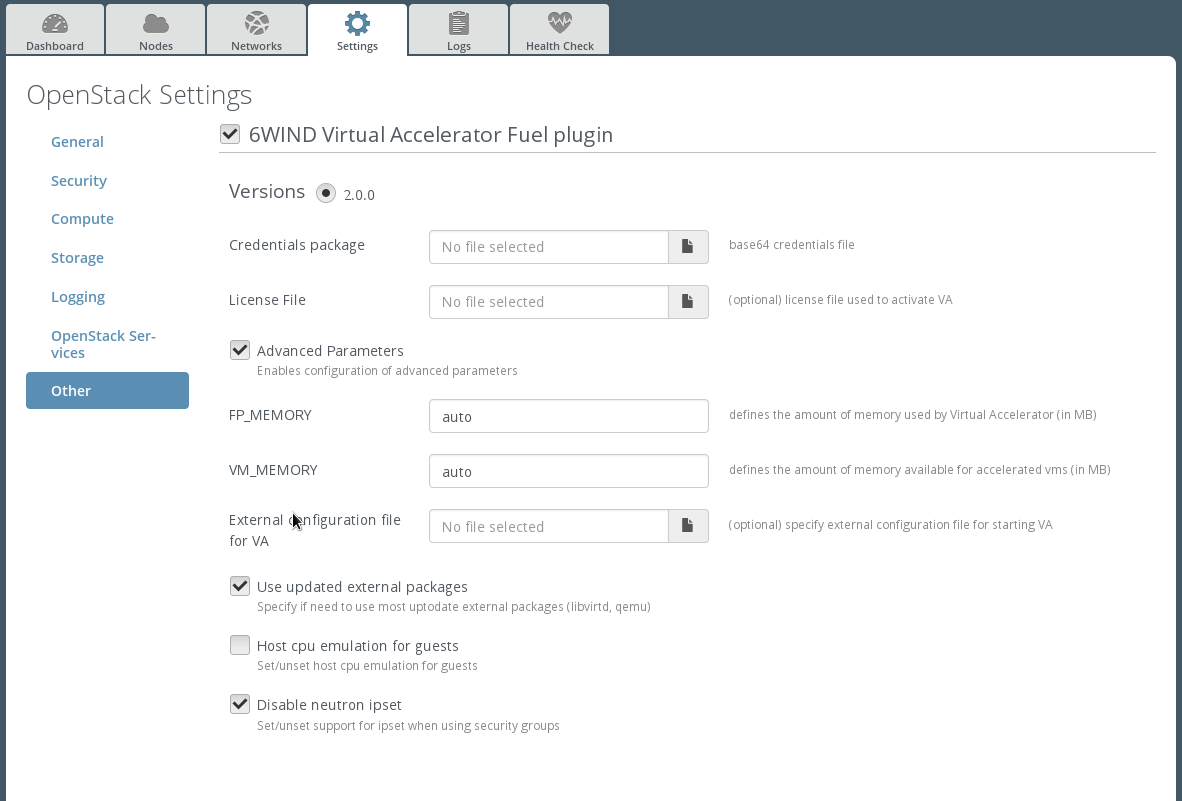 Dashboard
Nodes
Networks
Settings
Logs
Health Check
OpenStack Settings
General
Security
Compute
Storage
Logging
OpenStack Ser-
vices
Other
6WIND Virtual Accelerator Fuel plugin
Versions 2.0.0
Credentials package No file selected base64 credentials file
License File No file selected (optional) license file used to activate VA
Advanced Parameters
Enables configuration of advanced parameters
FP_MEMORY auto defines the amount of memory used by Virtual Accelerator (in MB)
VM_MEMORY auto defines the amount of memory available for accelerated vms (in MB)
External configuration file
for VA
No file selected (optional) specify external configuration file for starting VA
Use updated external packages
Specify if need to use most uptodate external packages (libvirtd, qemu)
Host cpu emulation for guests
Set/unset host cpu emulation for guests
Disable neutron ipset
Set/unset support for ipset when using security groups